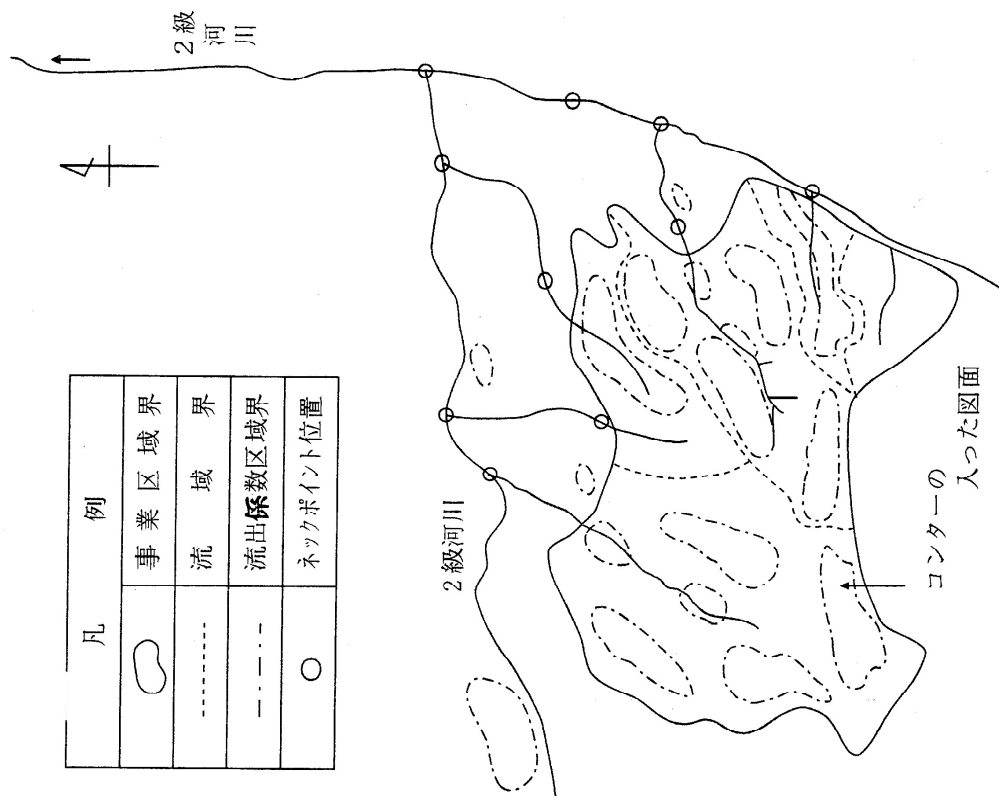 2級
河川
凡例
事業区域界
流域界
流出係数区域界
ネックポイント位置
2級河川
コンターの
入った図面